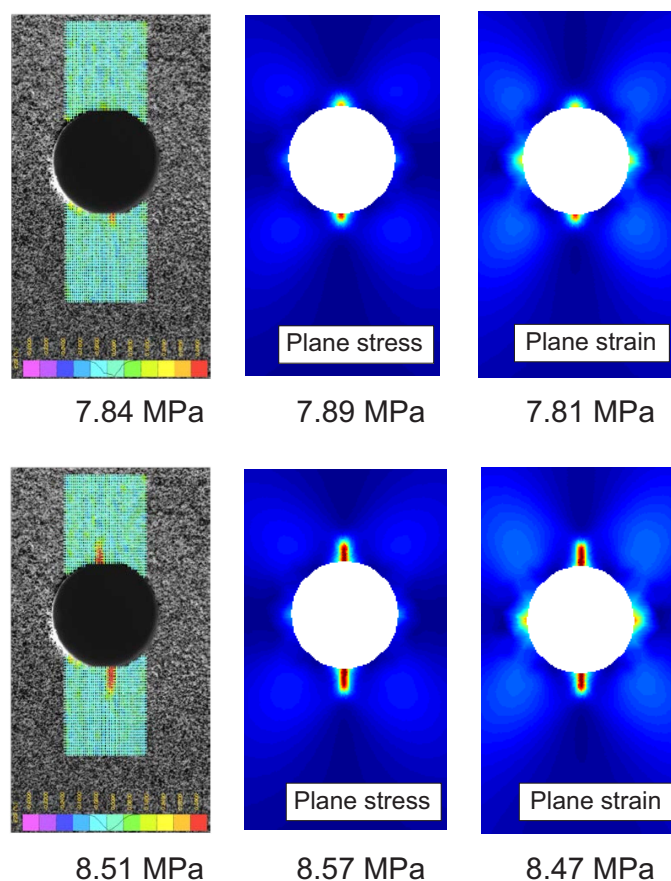 Plane stress
Plane strain
7.84 MPa
7.89 MPa
7.81 MPa
Plane stress
Plane strain
8.51 MPa
8.57 MPa
8.47 MPa